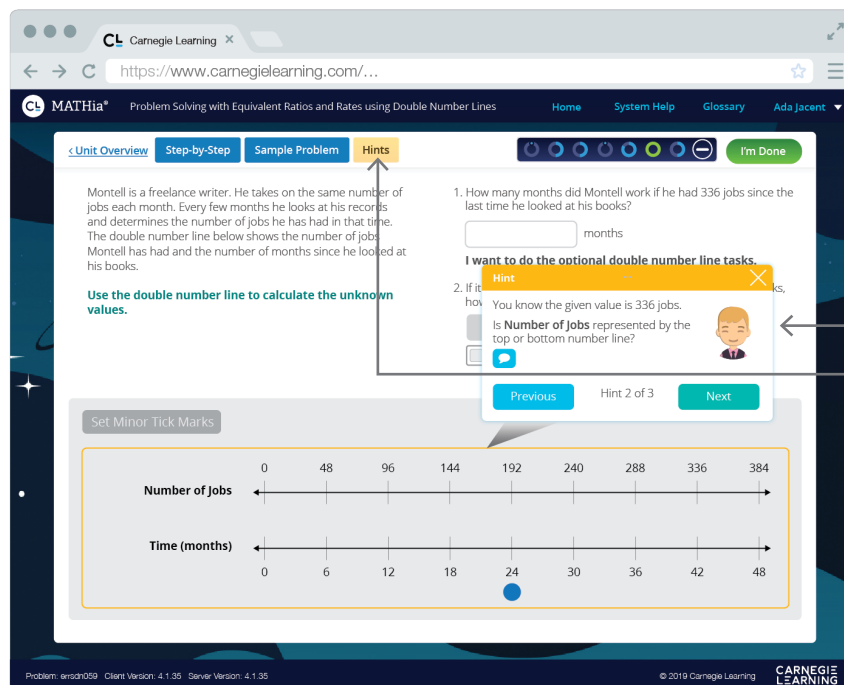 CL Carnegie Learning ×
https://www.carnegielearning.com/...
CL MATHia® Problem Solving with Equivalent Ratios and Rates using Double Number Lines Home System Help Glossary Ada Jacent
<Unit Overview Step-by-Step Sample Problem Hints I'm Done
Montell is a freelance writer. He takes on the same number of
jobs each month. Every few months he looks at his records
and determines the number of jobs he has had in that time.
The double number line below shows the number of jobs
Montell has had and the number of months since he looked at
his books.
Use the double number line to calculate the unknown
values.
1. How many months did Montell work if he had 336 jobs since the
last time he looked at his books?
months
I want to do the optional double number line tasks.
2. If it
Hint
You know the given value is 336 jobs.
Is Number of Jobs represented by the
top or bottom number line?
Previous Hint 2 of 3 Next
Set Minor Tick Marks
0 48 96 144 192 240 288 336 384
Number of Jobs
Time (months)
0 6 12 18 24 30 36 42 48
Problem: errsdn059 Client Version: 4.1.35 Server Version: 4.1.35 © 2019 Carnegie Learning CARNEGIE
LEARNING